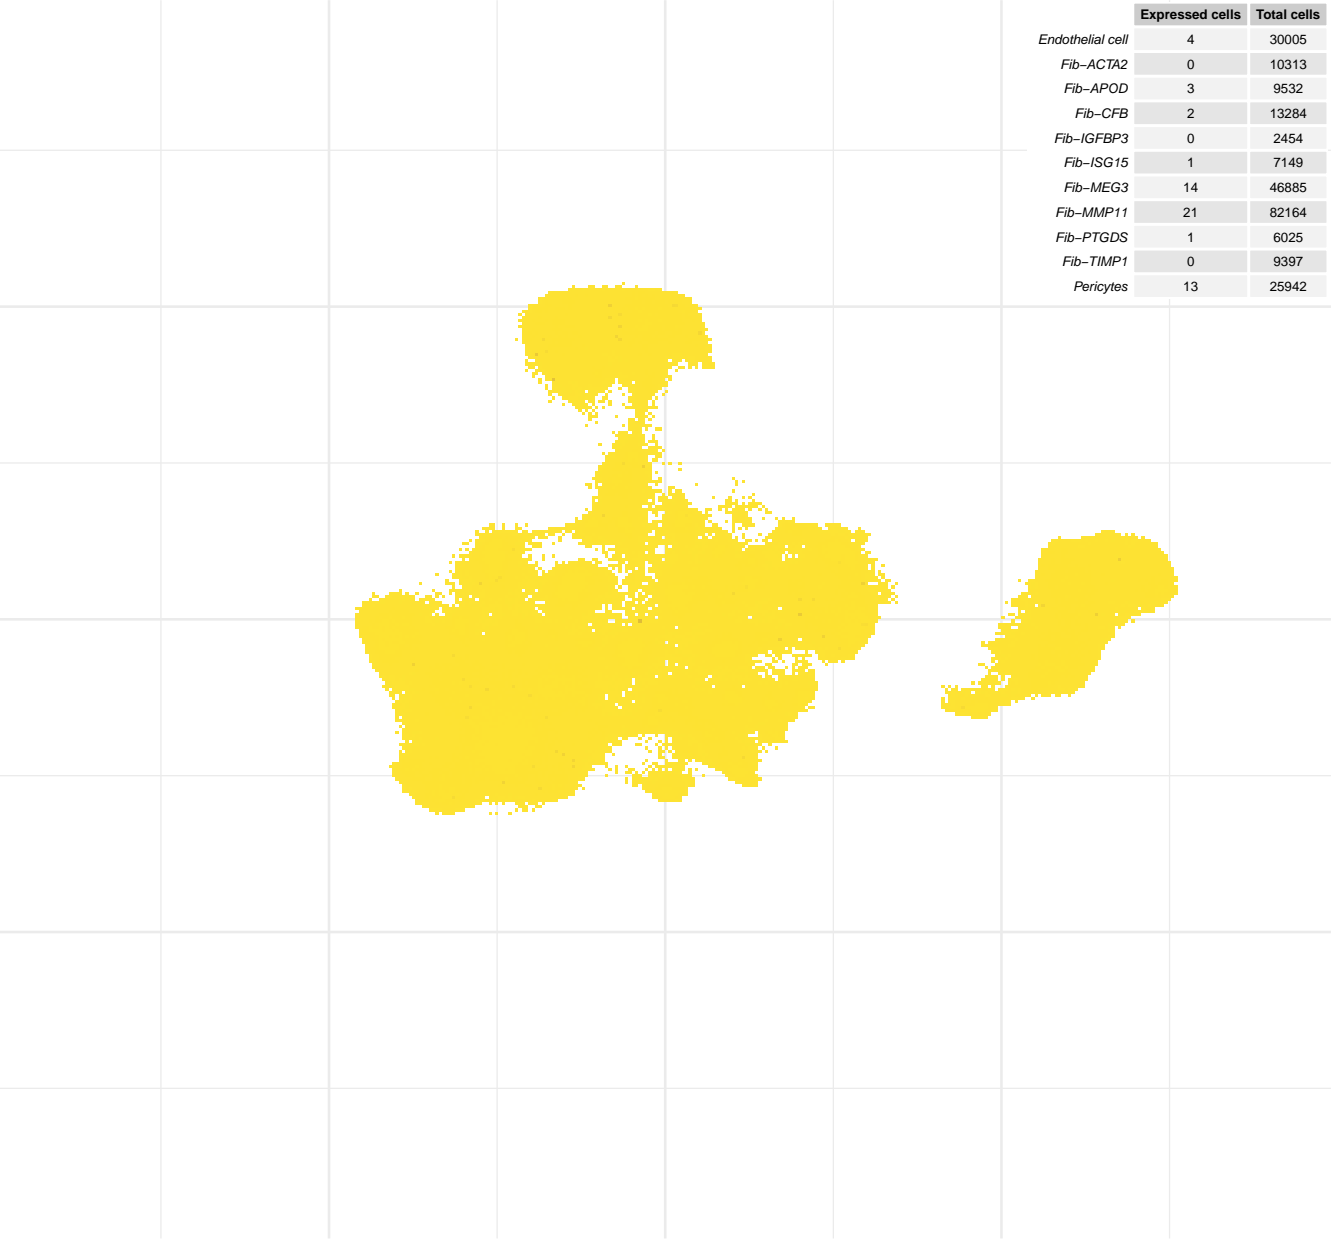 Expressed cells Total cells
Endothelial cell 4 30005
Fib−ACTA2 0 10313
Fib−APOD 3 9532
Fib−CFB 2 13284
Fib−IGFBP3 0 2454
Fib−ISG15 1 7149
Fib−MEG3 14 46885
Fib−MMP11 21 82164
Fib−PTGDS 1 6025
Fib−TIMP1 0 9397
Pericytes 13 25942